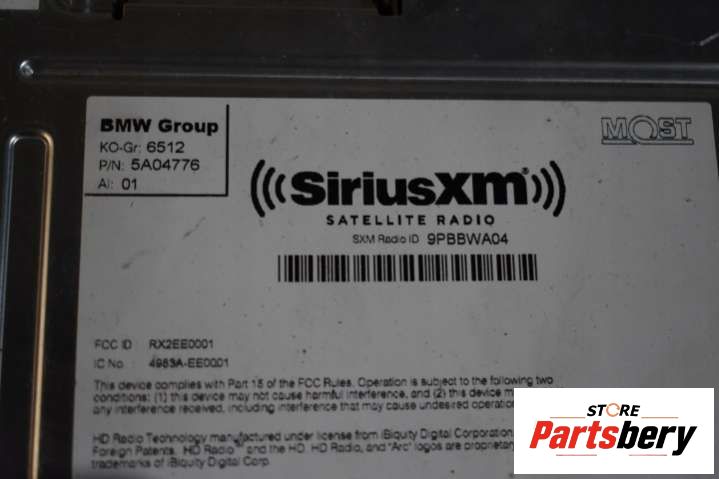 BMW Group
KO-Gr: 6512
P/N: 5A04776
AI: 01
MOST
SiriusXM
SATELLITE RADIO
SXM Radio ID 9PBBWA04
FCC ID RX2EE0001
IC No 4983A-EE0001
This device complies with Part 15 of the FCC Rules. Operation is subject to the following two
conditions: (1) this device may not cause harmful interference, and (2) this device
any interference received, including interference that may cause undesired
HD Radio Technology manufactured under license from iBiquity Digital Corporation.
Foreign Patents. HD Radio™ and the HD, HD Radio, and "Arc" logos are proprietary
trademarks of iBiquity Digital Corp.
STORE
Partsbery